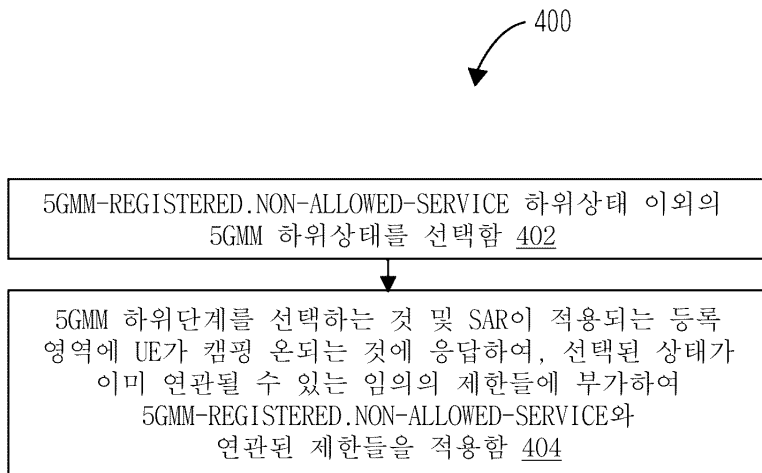 400
5GMM-REGISTERED.NON-ALLOWED-SERVICE 하위상태 이외의
5GMM 하위상태를 선택함 402
5GMM 하위단계를 선택하는 것 및 SAR이 적용되는 등록
영역에 UE가 캠핑 온되는 것에 응답하여, 선택된 상태가
이미 연관될 수 있는 임의의 제한들에 부가하여
5GMM-REGISTERED.NON-ALLOWED-SERVICE와
연관된 제한들을 적용함 404